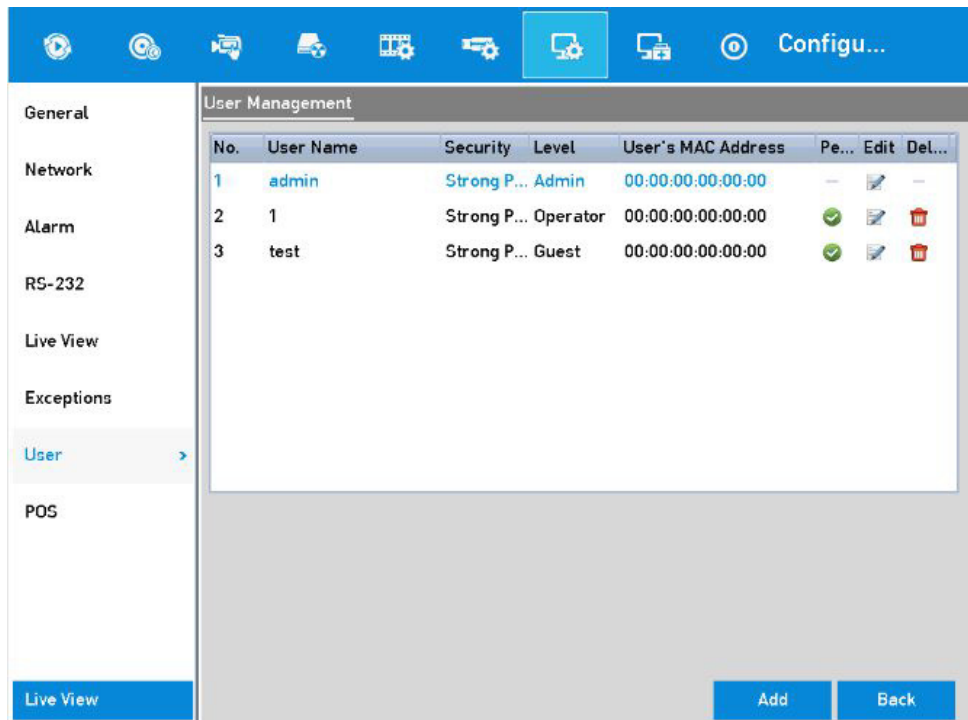 Configu...
General
Network
Alarm
RS-232
Live View
Exceptions
User
POS
Live View
User Management
No. User Name Security Level User's MAC Address Pe... Edit Del...
1 admin Strong P... Admin 00:00:00:00:00:00 — —
2 1 Strong P... Operator 00:00:00:00:00:00
3 test Strong P... Guest 00:00:00:00:00:00
Add Back